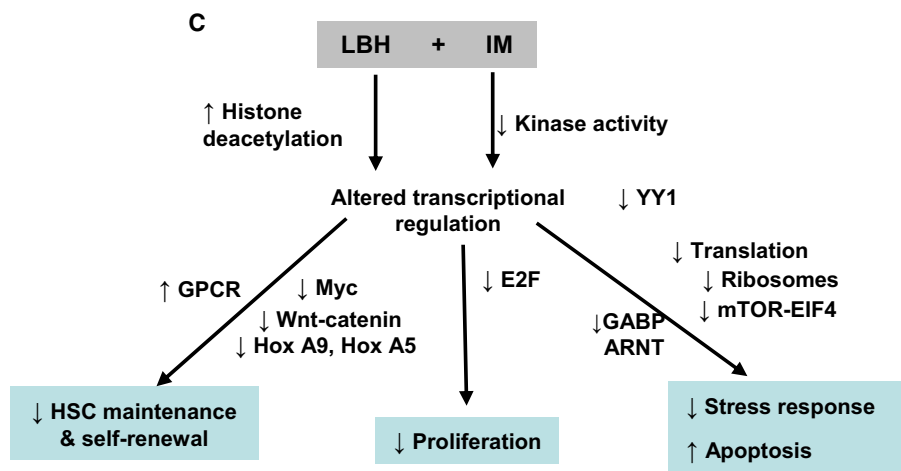 C
LBH + IM
↑ Histone
deacetylation
↓ Kinase activity
Altered transcriptional
regulation
↓ YY1
↓ Translation
↓ Ribosomes
↓ mTOR-EIF4
↑ GPCR
↓ Myc
↓ Wnt-catenin
↓ Hox A9, Hox A5
↓ E2F
↓GABP
ARNT
↓ HSC maintenance
& self-renewal
↓ Proliferation
↓ Stress response
↑ Apoptosis